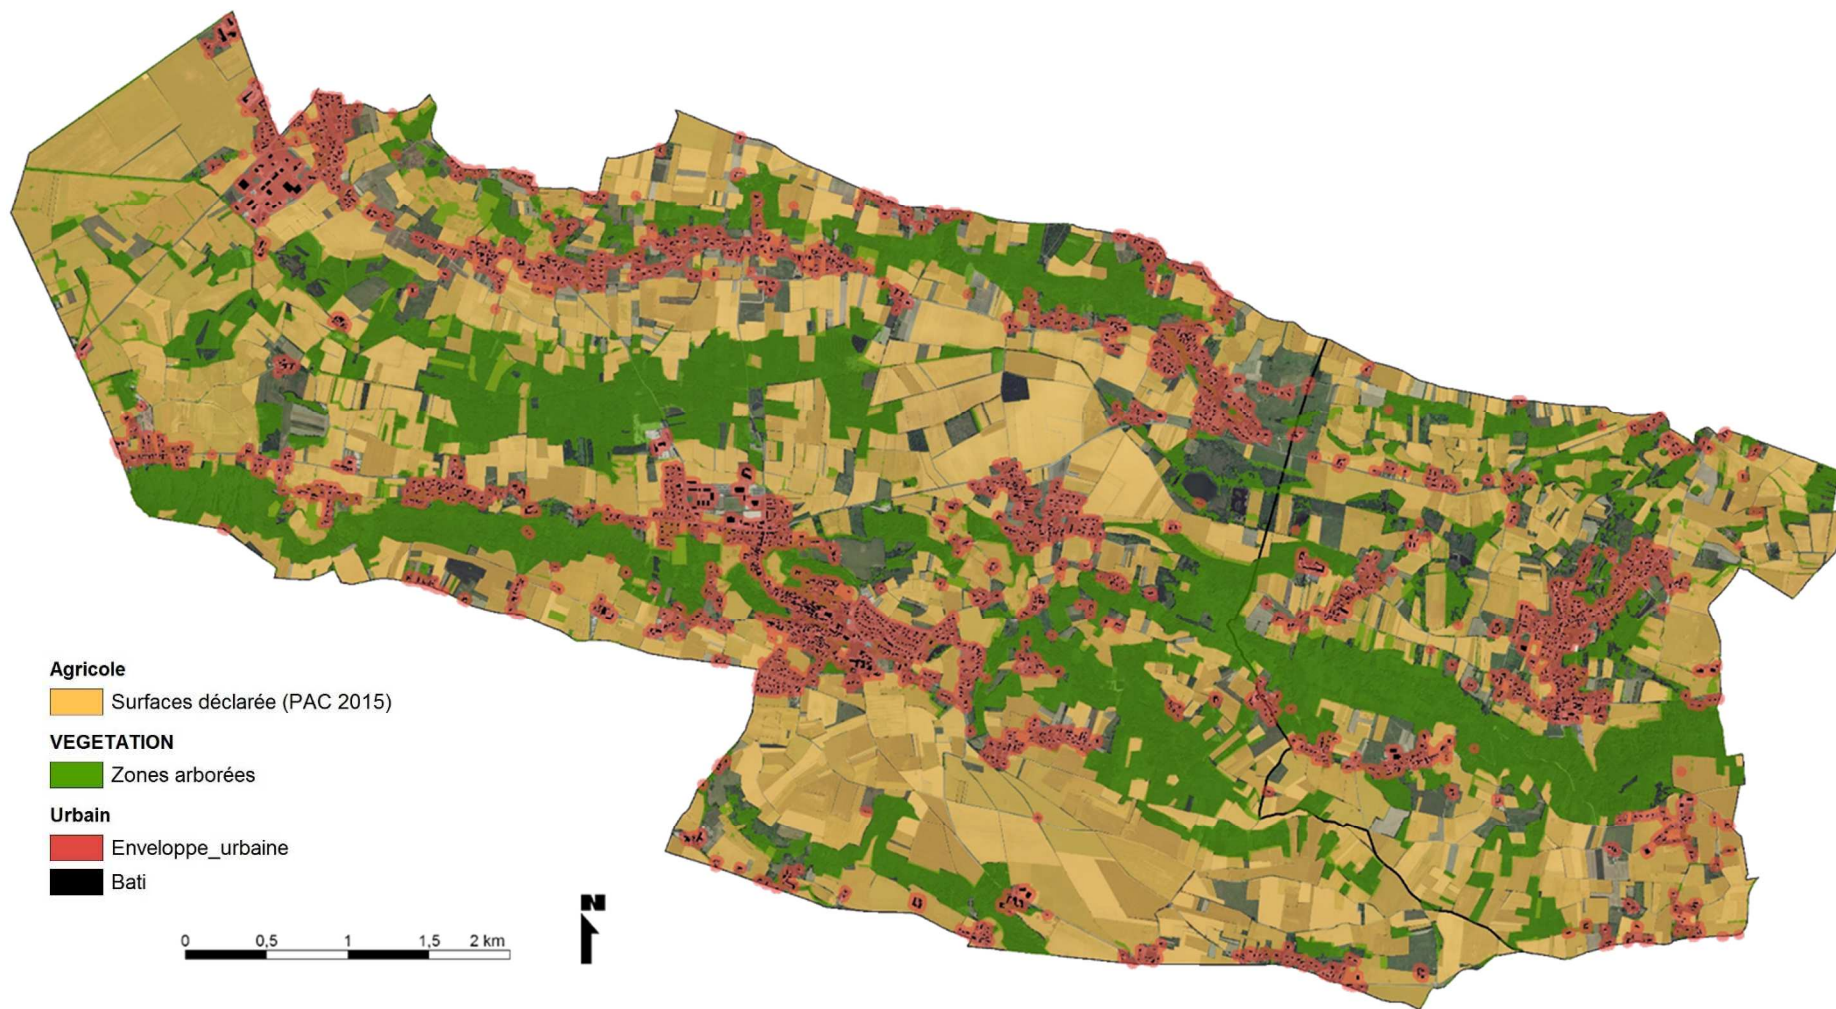 Agricole
Surfaces déclarée (PAC 2015)
VEGETATION
Zones arborées
Urbain
Enveloppe_urbaine
Bati
0 0,5 1 1,5 2 km
N